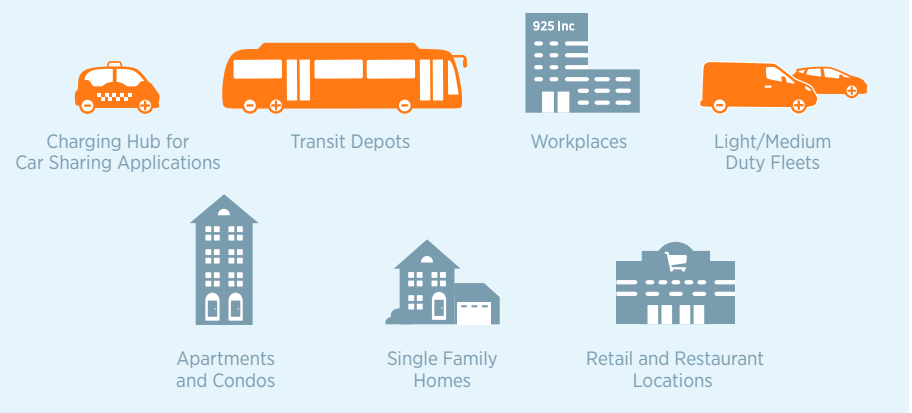 925 Inc
Charging Hub for
Car Sharing Applications
Transit Depots
Workplaces
Light/Medium
Duty Fleets
Apartments
and Condos
Single Family
Homes
Retail and Restaurant
Locations